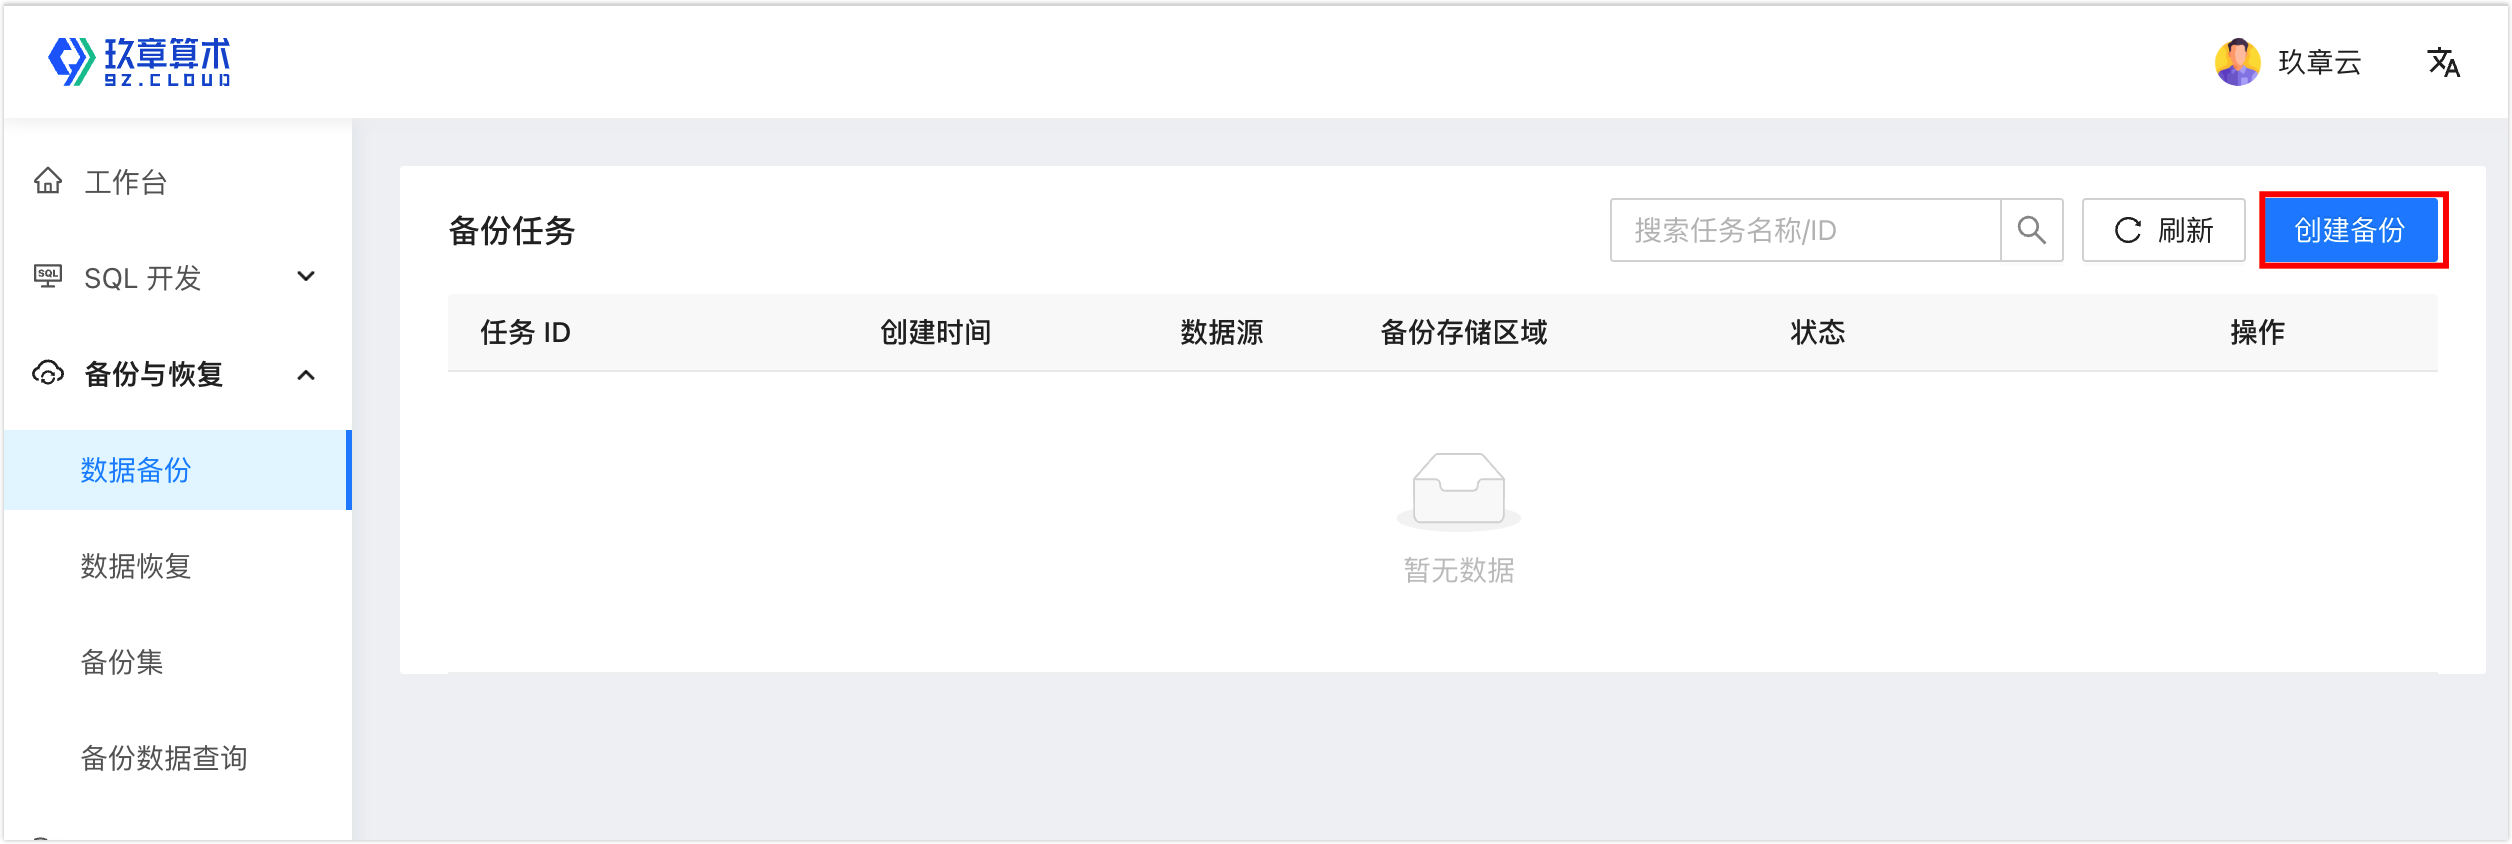 玖章算术
9Z.CLOUD
玖章云
工作台
SQL 开发
备份与恢复
数据备份
数据恢复
备份集
备份数据查询
备份任务
搜索任务名称/ID
刷新
创建备份
任务 ID
创建时间
数据源
备份存储区域
状态
操作
暂无数据